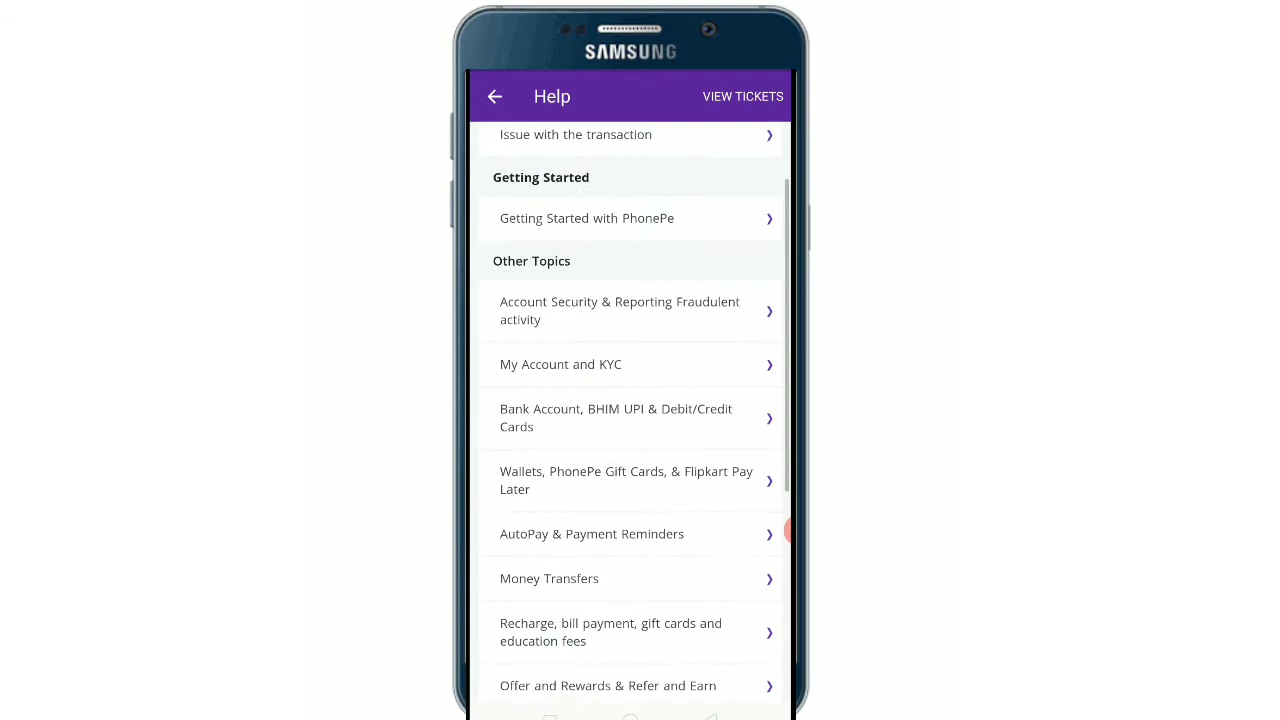 SAMSUNG
Help
VIEW TICKETS
Issue with the transaction
Getting Started
Getting Started with PhonePe
Other Topics
Account Security & Reporting Fraudulent
activity
My Account and KYC
Bank Account, BHIM UPI & Debit/Credit
Cards
Wallets, PhonePe Gift Cards, & Flipkart Pay
Later
AutoPay & Payment Reminders
Money Transfers
Recharge, bill payment, gift cards and
education fees
Offer and Rewards & Refer and Earn